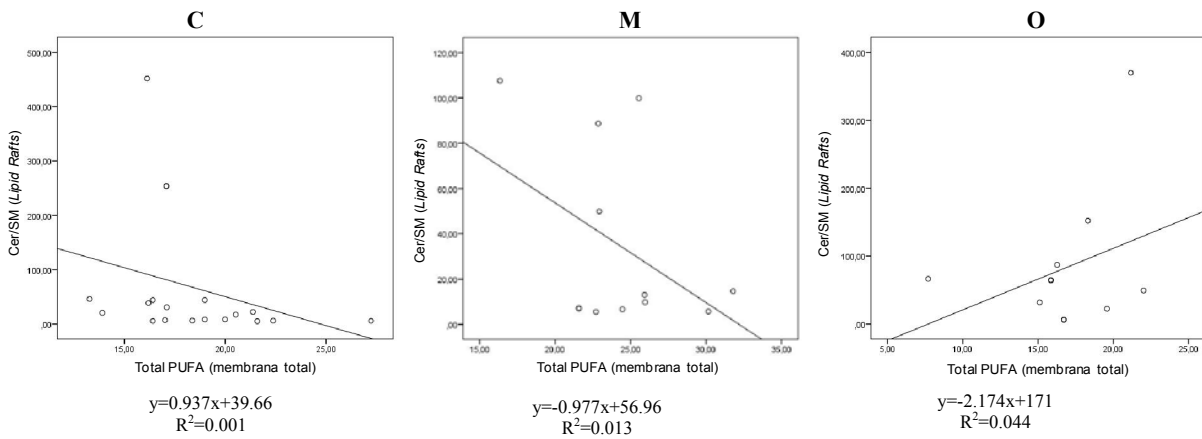 C
M
O
500,00
400,00
300,00
200,00
100,00
,00
15,00
20,00
25,00
Cer/SM (Lipid Rafts)
Total PUFA (membrana total)
y=0.937x+39.66
R²=0.001
120,00
100,00
80,00
60,00
40,00
20,00
,00
15,00
20,00
25,00
30,00
35,00
Cer/SM (Lipid Rafts)
Total PUFA (membrana total)
y=-0.977x+56.96
R²=0.013
400,00
300,00
200,00
100,00
,00
5,00
10,00
15,00
20,00
25,00
Cer/SM (Lipid Rafts)
Total PUFA (membrana total)
y=-2.174x+171
R²=0.044